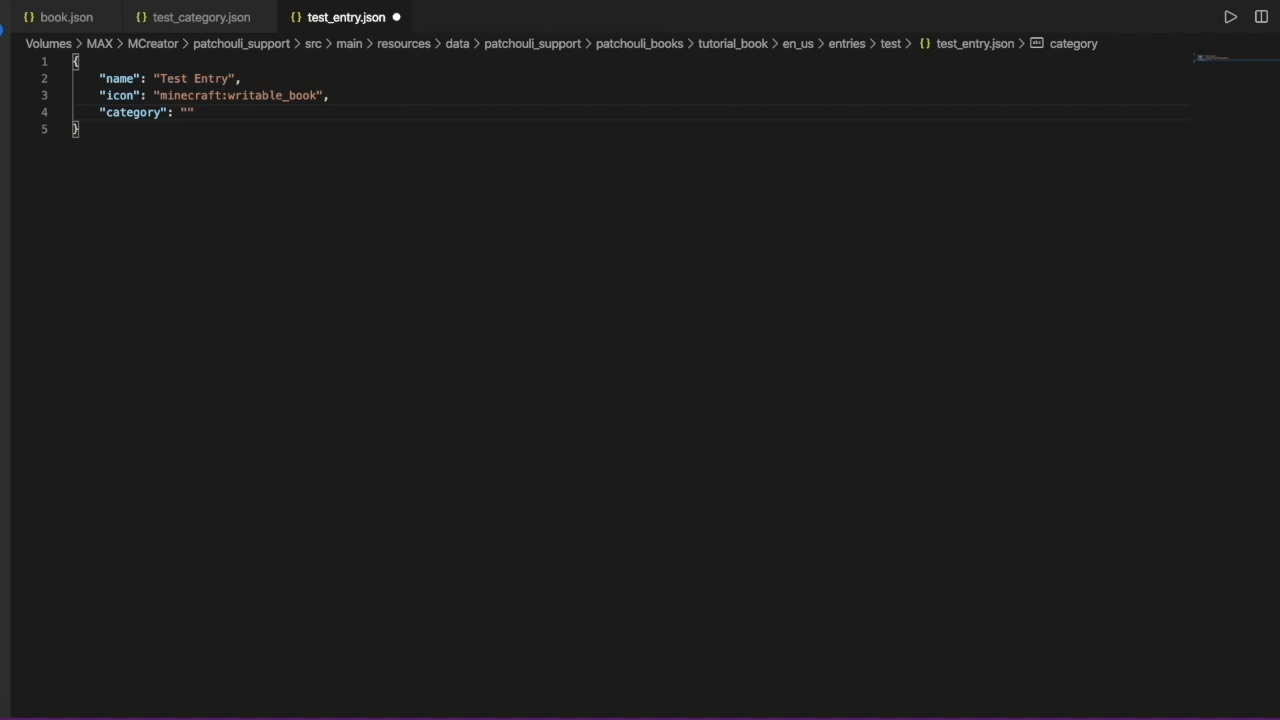 {} book.json {} test_category.json {} test_entry.json ●
Volumes > MAX > MCreator > patchouli_support > src > main > resources > data > patchouli_support > patchouli_books > tutorial_book > en_us > entries > test > {} test_entry.json > abc category
1 {
2 "name": "Test Entry",
3 "icon": "minecraft:writable_book",
4 "category": ""
5 }